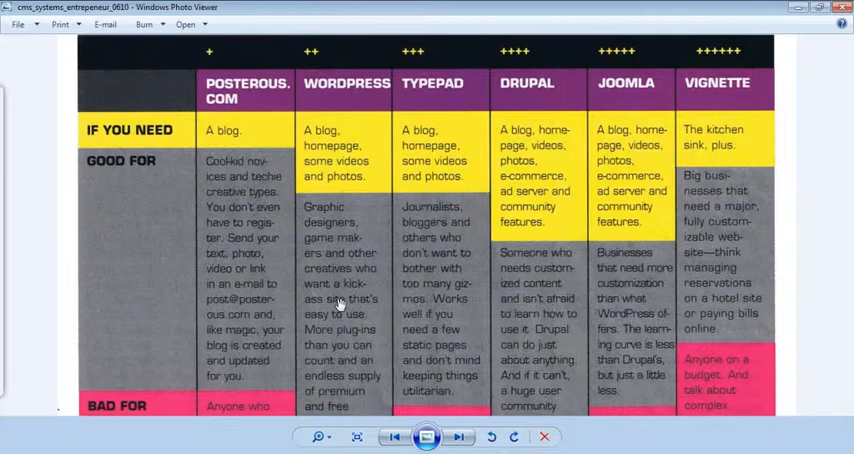 cms_systems_entrepeneur_0610 - Windows Photo Viewer
File Print E-mail Burn Open
+ ++ +++ ++++ +++++ ++++++
POSTEROUS.
COM
WORDPRESS
TYPEPAD
DRUPAL
JOOMLA
VIGNETTE
IF YOU NEED
A blog.
A blog,
homepage,
some videos
and photos.
A blog,
homepage,
some videos
and photos.
A blog, home-
page, videos,
photos,
e-commerce,
ad server and
community
features.
A blog, home-
page, videos,
photos,
e-commerce,
ad server and
community
features.
The kitchen
sink, plus.
GOOD FOR
Cool-kid nov-
ices and techie
creative types.
You don't even
have to regis-
ter. Send your
text, photo,
video or link
in an e-mail to
post@poster-
ous.com and,
like magic, your
blog is created
and updated
for you.
Graphic
designers,
game mak-
ers and other
creatives who
want a kick-
ass site that's
easy to use.
More plug-ins
than you can
count and an
endless supply
of premium
and free
Journalists,
bloggers and
others who
don't want to
bother with
too many giz-
mos. Works
well if you
need a few
static pages
and don't mind
keeping things
utilitarian.
Someone who
needs custom-
ized content
and isn't afraid
to learn how to
use it. Drupal
can do just
about anything.
And if it can't,
a huge user
community
Businesses
that need more
customization
than what
WordPress of-
fers. The learn-
ing curve is less
than Drupal's,
but just a little
less.
Big busi-
nesses that
need a major,
fully custom-
izable web-
site—think
managing
reservations
on a hotel site
or paying bills
online.
BAD FOR
Anyone who
Anyone on a
budget. And
talk about
complex.